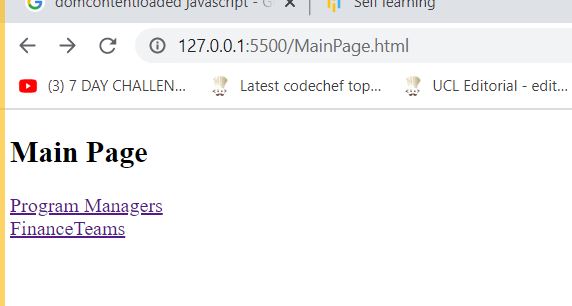 domcontentloaded javascript - G
Self learning
127.0.0.1:5500/MainPage.html
(3) 7 DAY CHALLEN...
Latest codechef top...
UCL Editorial - edit...
Main Page
Program Managers
FinanceTeams